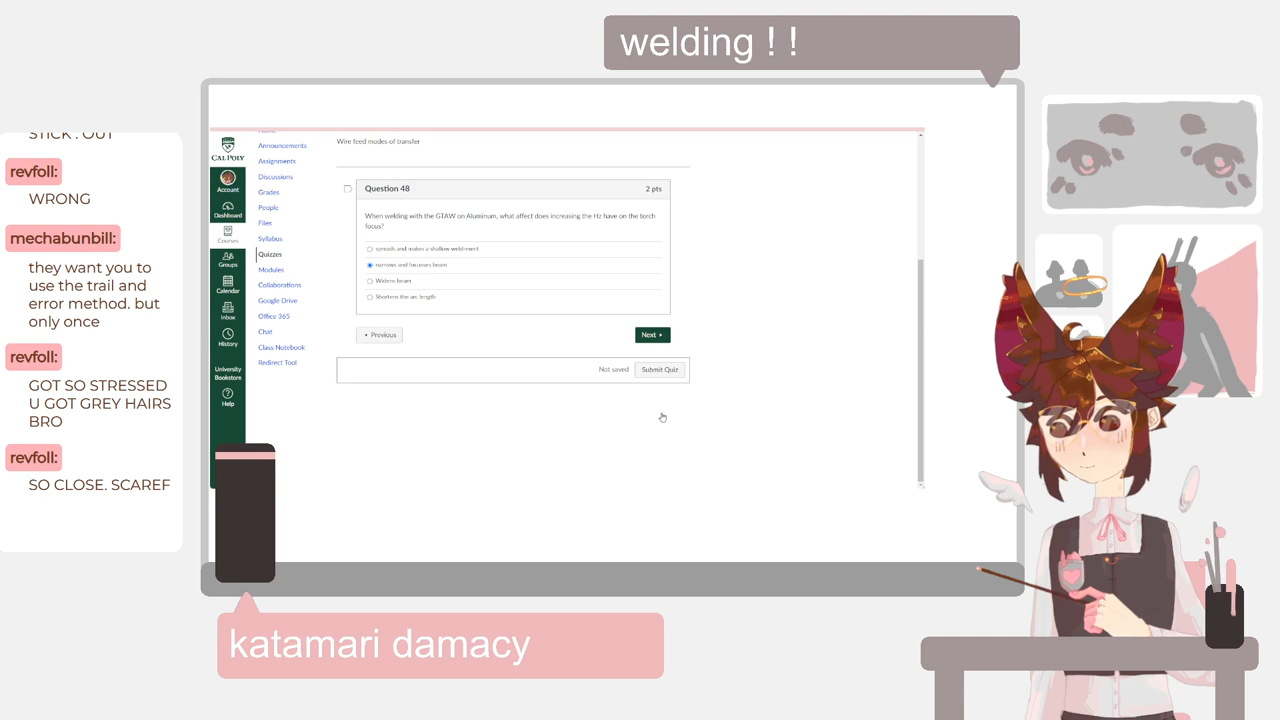 welding ! !
STICK . OUT
revfoll:
WRONG
mechabunbill:
they want you to
use the trail and
error method. but
only once
revfoll:
GOT SO STRESSED
U GOT GREY HAIRS
BRO
revfoll:
SO CLOSE. SCAREF
CAL POLY
Account
Dashboard
Courses
Groups
Calendar
Inbox
History
University
Bookstore
Help
Announcements
Assignments
Discussions
Grades
People
Files
Syllabus
Quizzes
Modules
Collaborations
Google Drive
Office 365
Chat
Class Notebook
Redirect Tool
Wire feed modes of transfer
Question 48
2 pts
When welding with the GTAW on Aluminum, what affect does increasing the Hz have on the torch
focus?
spreads and makes a shallow weldment
narrows and focusses beam
Widens beam
Shortens the arc length
Previous
Next
Not saved
Submit Quiz
katamari damacy